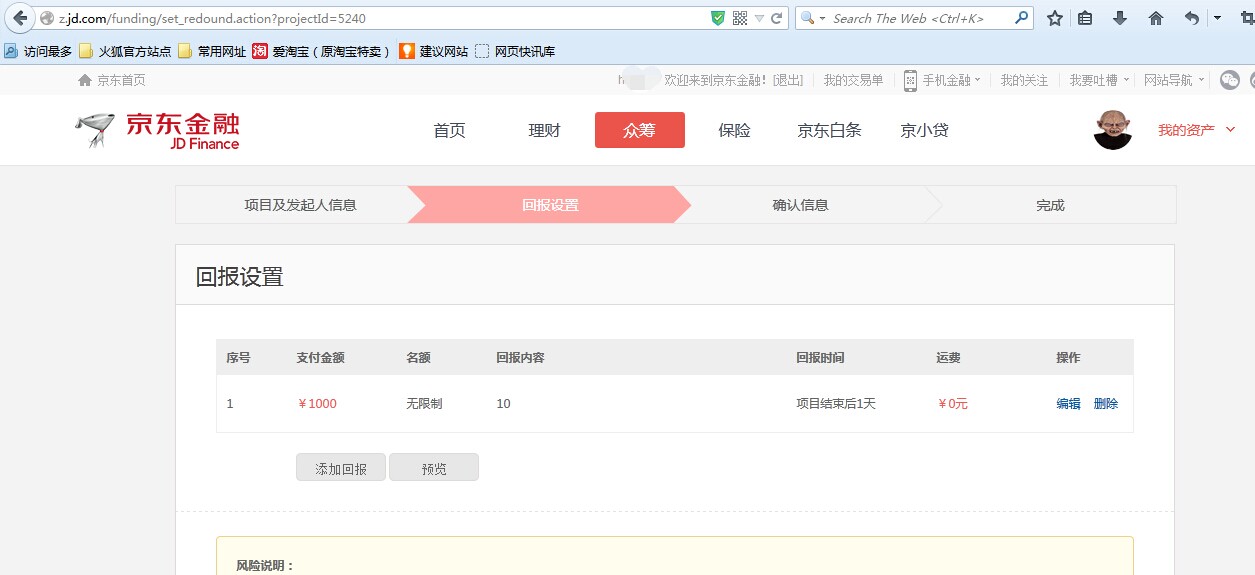 z.jd.com/funding/set_redound.action?projectId=5240
Search The Web <Ctrl+K>
访问最多 火狐官方站点 常用网址 淘 爱淘宝（原淘宝特卖） 建议网站 网页快讯库
京东首页 欢迎来到京东金融！[退出] 我的交易单 手机金融 我的关注 我要吐槽 网站导航
京东金融
JD Finance
首页 理财 众筹 保险 京东白条 京小贷 我的资产
项目及发起人信息 回报设置 确认信息 完成
回报设置
序号 支付金额 名额 回报内容 回报时间 运费 操作
1 ￥1000 无限制 10 项目结束后1天 ￥0元 编辑 删除
添加回报 预览
风险说明：